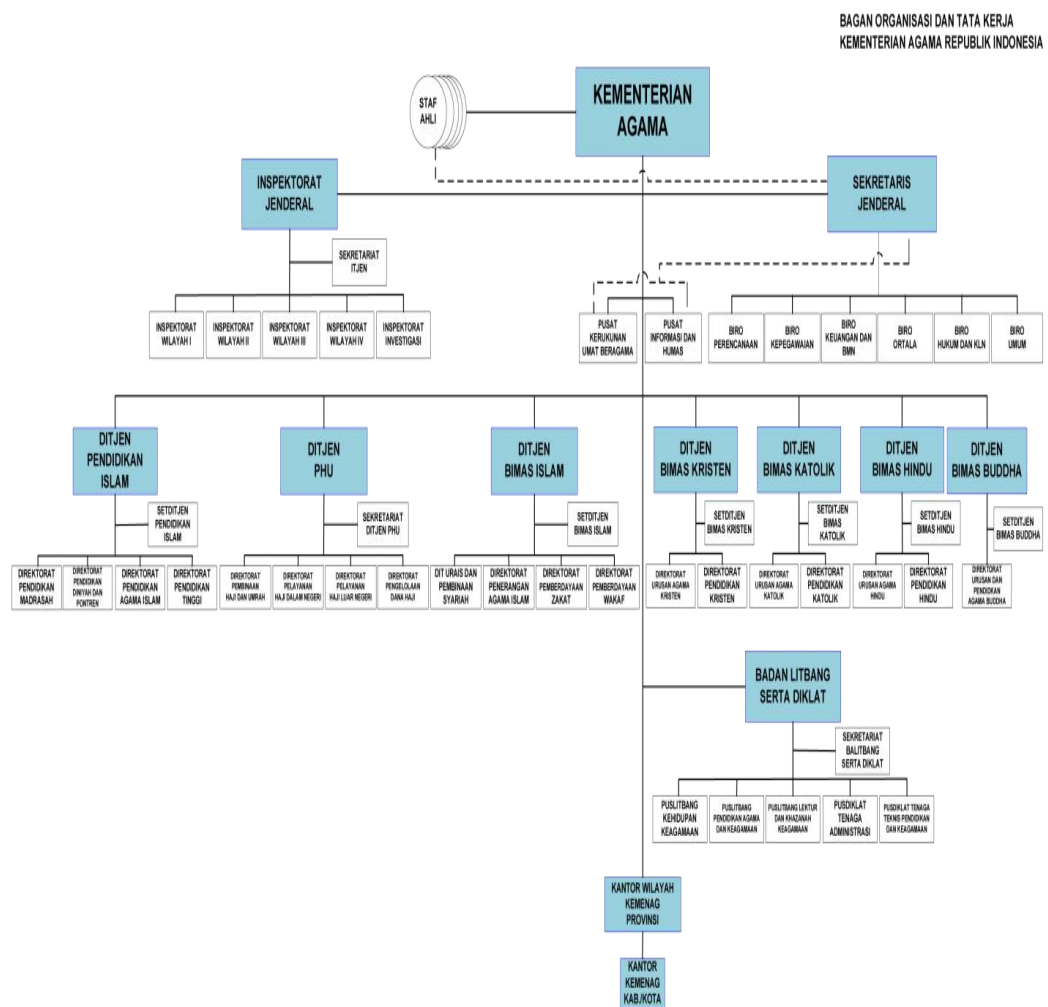 BAGAN ORGANISASI DAN TATA KERJA
KEMENTERIAN AGAMA REPUBLIK INDONESIA
KEMENTERIAN
AGAMA
STAF
AHLI
INSPEKTORAT
JENDERAL
SEKRETARIS
JENDERAL
SEKRETARIAT
ITJEN
INSPEKTORAT
WILAYAH I
INSPEKTORAT
WILAYAH II
INSPEKTORAT
WILAYAH III
INSPEKTORAT
WILAYAH IV
INSPEKTORAT
INVESTIGASI
PUSAT
KERUKUNAN
UMAT BERAGAMA
PUSAT
INFORMASI DAN
HUMAS
BIRO
PERENCANAAN
BIRO
KEPEGAWAIAN
BIRO
KEUANGAN DAN
BMN
BIRO
ORTALA
BIRO
HUKUM DAN KLN
BIRO
UMUM
DITJEN
PENDIDIKAN
ISLAM
DITJEN
PHU
DITJEN
BIMAS ISLAM
DITJEN
BIMAS KRISTEN
DITJEN
BIMAS KATOLIK
DITJEN
BIMAS HINDU
DITJEN
BIMAS BUDDHA
SETDITJEN
PENDIDIKAN
ISLAM
SEKRETARIAT
DITJEN PHU
SETDITJEN
BIMAS ISLAM
SETDITJEN
BIMAS KRISTEN
SETDITJEN
BIMAS
KATOLIK
SETDITJEN
BIMAS HINDU
SETDITJEN
BIMAS BUDDHA
DIREKTORAT
PENDIDIKAN
MADRASAH
DIREKTORAT
PENDIDIKAN
DINIYAH DAN
PONTREN
DIREKTORAT
PENDIDIKAN
AGAMA ISLAM
DIREKTORAT
PENDIDIKAN
TINGGI
DIREKTORAT
PEMBINAAN
HAJI DAN UMRAH
DIREKTORAT
PELAYANAN
HAJI DALAM NEGERI
DIREKTORAT
PELAYANAN
HAJI LUAR NEGERI
DIREKTORAT
PENGELOLAAN
DANA HAJI
DIT URAIS DAN
PEMBINAAN
SYARIAH
DIREKTORAT
PENERANGAN
AGAMA ISLAM
DIREKTORAT
PEMBERDAYAAN
ZAKAT
DIREKTORAT
PEMBERDAYAAN
WAKAF
DIREKTORAT
URUSAN AGAMA
KRISTEN
DIREKTORAT
PENDIDIKAN
KRISTEN
DIREKTORAT
URUSAN AGAMA
KATOLIK
DIREKTORAT
PENDIDIKAN
KATOLIK
DIREKTORAT
URUSAN AGAMA
HINDU
DIREKTORAT
PENDIDIKAN
HINDU
DIREKTORAT
URUSAN DAN
PENDIDIKAN
AGAMA BUDDHA
BADAN LITBANG
SERTA DIKLAT
SEKRETARIAT
BALITBANG
SERTA DIKLAT
PUSLITBANG
KEHIDUPAN
KEAGAMAAN
PUSLITBANG
PENDIDIKAN AGAMA
DAN KEAGAMAAN
PUSLITBANG LEKTUR
DAN KHAZANAH
KEAGAMAAN
PUSDIKLAT
TENAGA
ADMINISTRASI
PUSDIKLAT TENAGA
TEKNIS PENDIDIKAN
DAN KEAGAMAAN
KANTOR WILAYAH
KEMENAG
PROVINSI
KANTOR
KEMENAG
KAB./KOTA